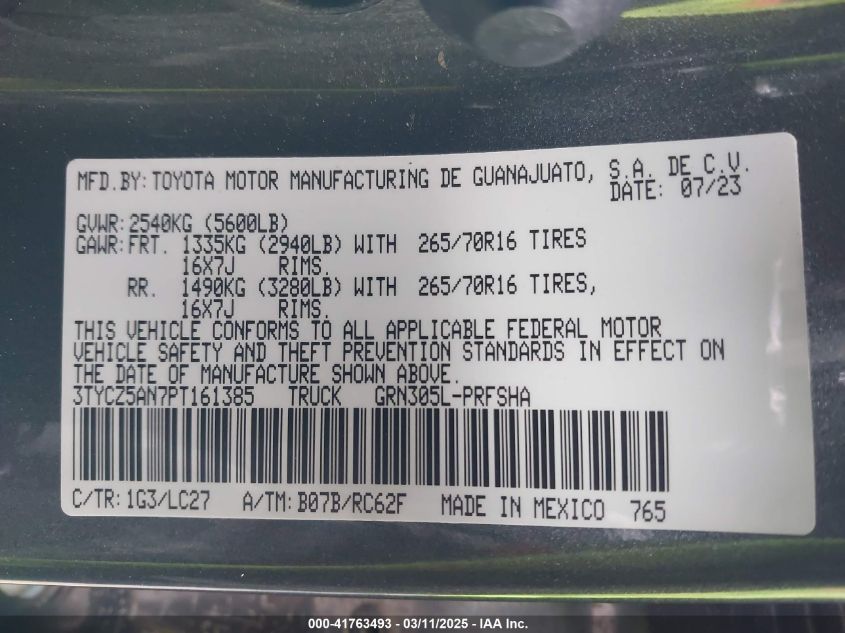 MFD.BY:TOYOTA MOTOR MANUFACTURING DE GUANAJUATO, S.A. DE C.V.
DATE: 07/23
GVWR:2540KG (5600LB)
GAWR:FRT. 1335KG (2940LB) WITH 265/70R16 TIRES
16X7J RIMS.
RR. 1490KG (3280LB) WITH 265/70R16 TIRES,
16X7J RIMS.
THIS VEHICLE CONFORMS TO ALL APPLICABLE FEDERAL MOTOR
VEHICLE SAFETY AND THEFT PREVENTION STANDARDS IN EFFECT ON
THE DATE OF MANUFACTURE SHOWN ABOVE.
3TYCZ5AN7PT161385 TRUCK GRN305L-PRFSHA
C/TR:1G3/LC27 A/TM:B07B/RC62F MADE IN MEXICO 765
000-41763493 - 03/11/2025 - IAA Inc.